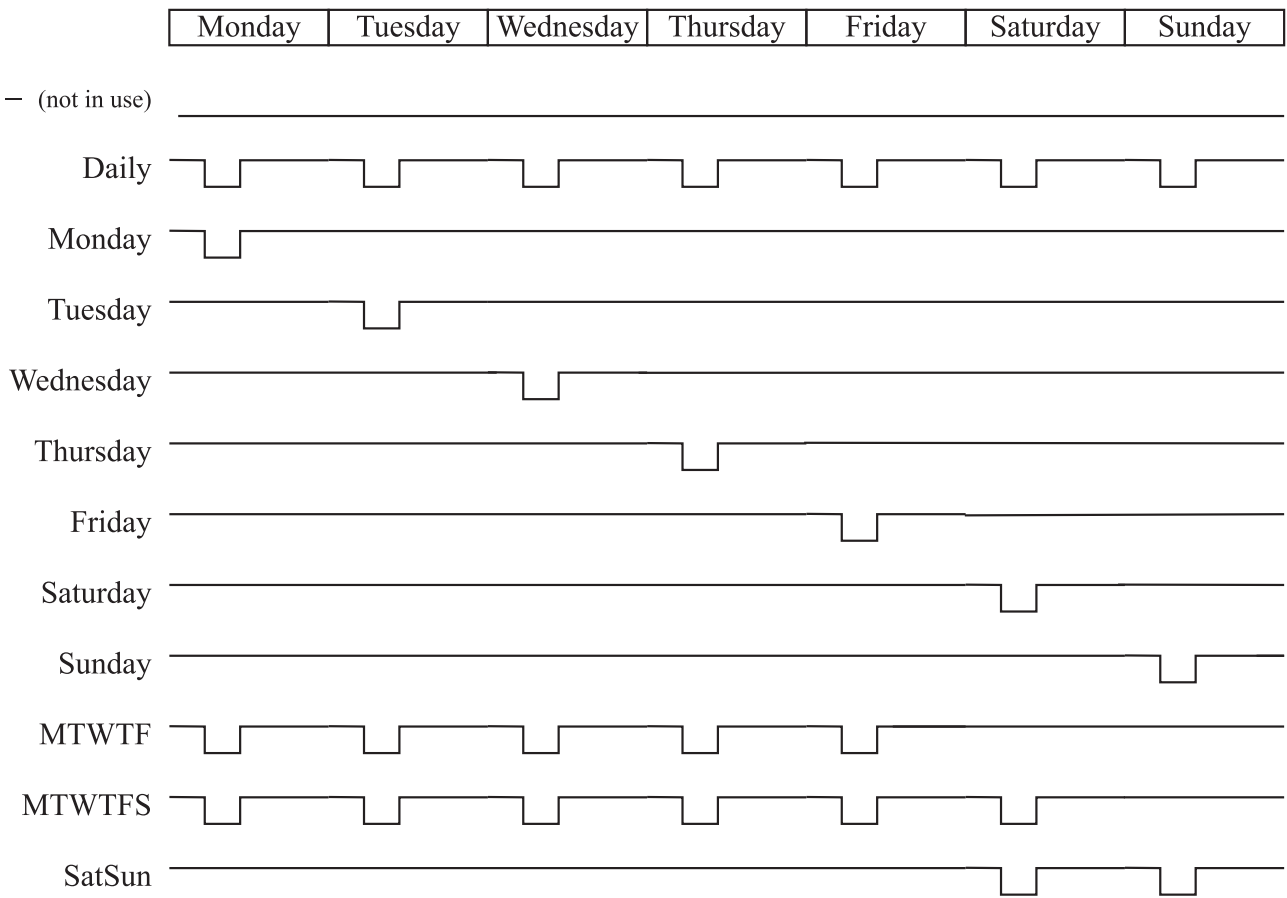 Monday Tuesday Wednesday Thursday Friday Saturday Sunday
– (not in use)
Daily
Monday
Tuesday
Wednesday
Thursday
Friday
Saturday
Sunday
MTWTF
MTWTFS
SatSun